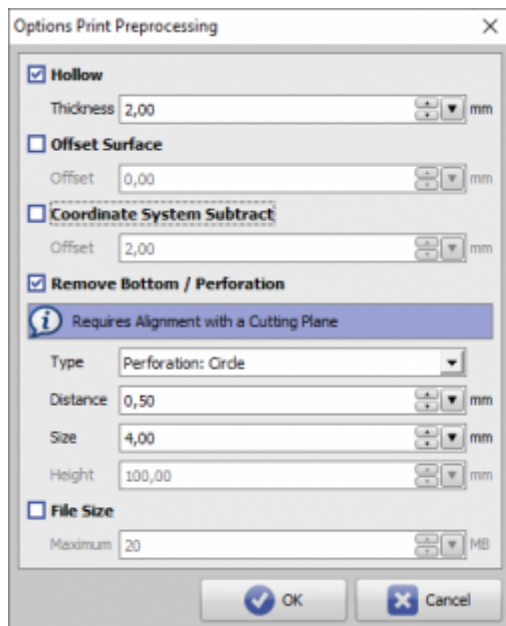 Options Print Preprocessing
Hollow
Thickness 2,00 mm
Offset Surface
Offset 0,00 mm
Coordinate System Subtract
Offset 2,00 mm
Remove Bottom / Perforation
Requires Alignment with a Cutting Plane
Type Perforation: Circle
Distance 0,50 mm
Size 4,00 mm
Height 100,00 mm
File Size
Maximum 20 MB
OK Cancel